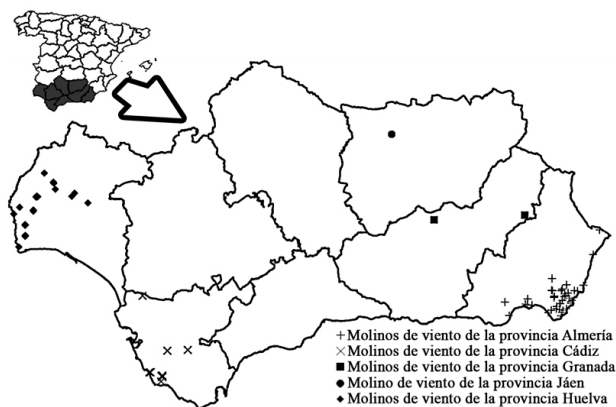 Molinos de viento de la provincia Almería
Molinos de viento de la provincia Cádiz
Molinos de viento de la provincia Granada
Molino de viento de la provincia Jáen
Molinos de viento de la provincia Huelva